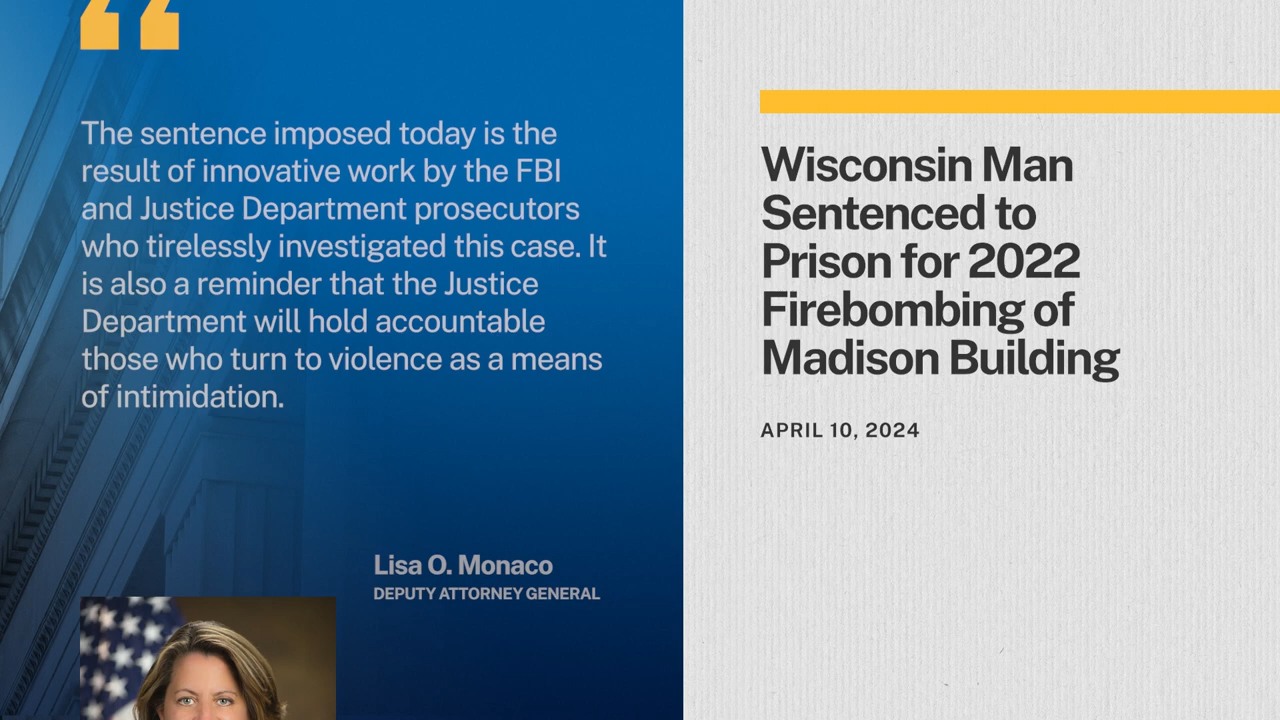 “
The sentence imposed today is the
result of innovative work by the FBI
and Justice Department prosecutors
who tirelessly investigated this case. It
is also a reminder that the Justice
Department will hold accountable
those who turn to violence as a means
of intimidation.
Lisa O. Monaco
DEPUTY ATTORNEY GENERAL
Wisconsin Man
Sentenced to
Prison for 2022
Firebombing of
Madison Building
APRIL 10, 2024